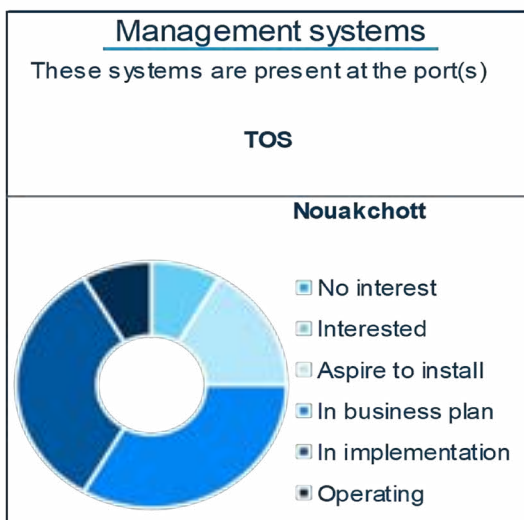 Management systems
These systems are present at the port(s)
TOS
Nouakchott
No interest
Interested
Aspire to install
In business plan
In implementation
Operating